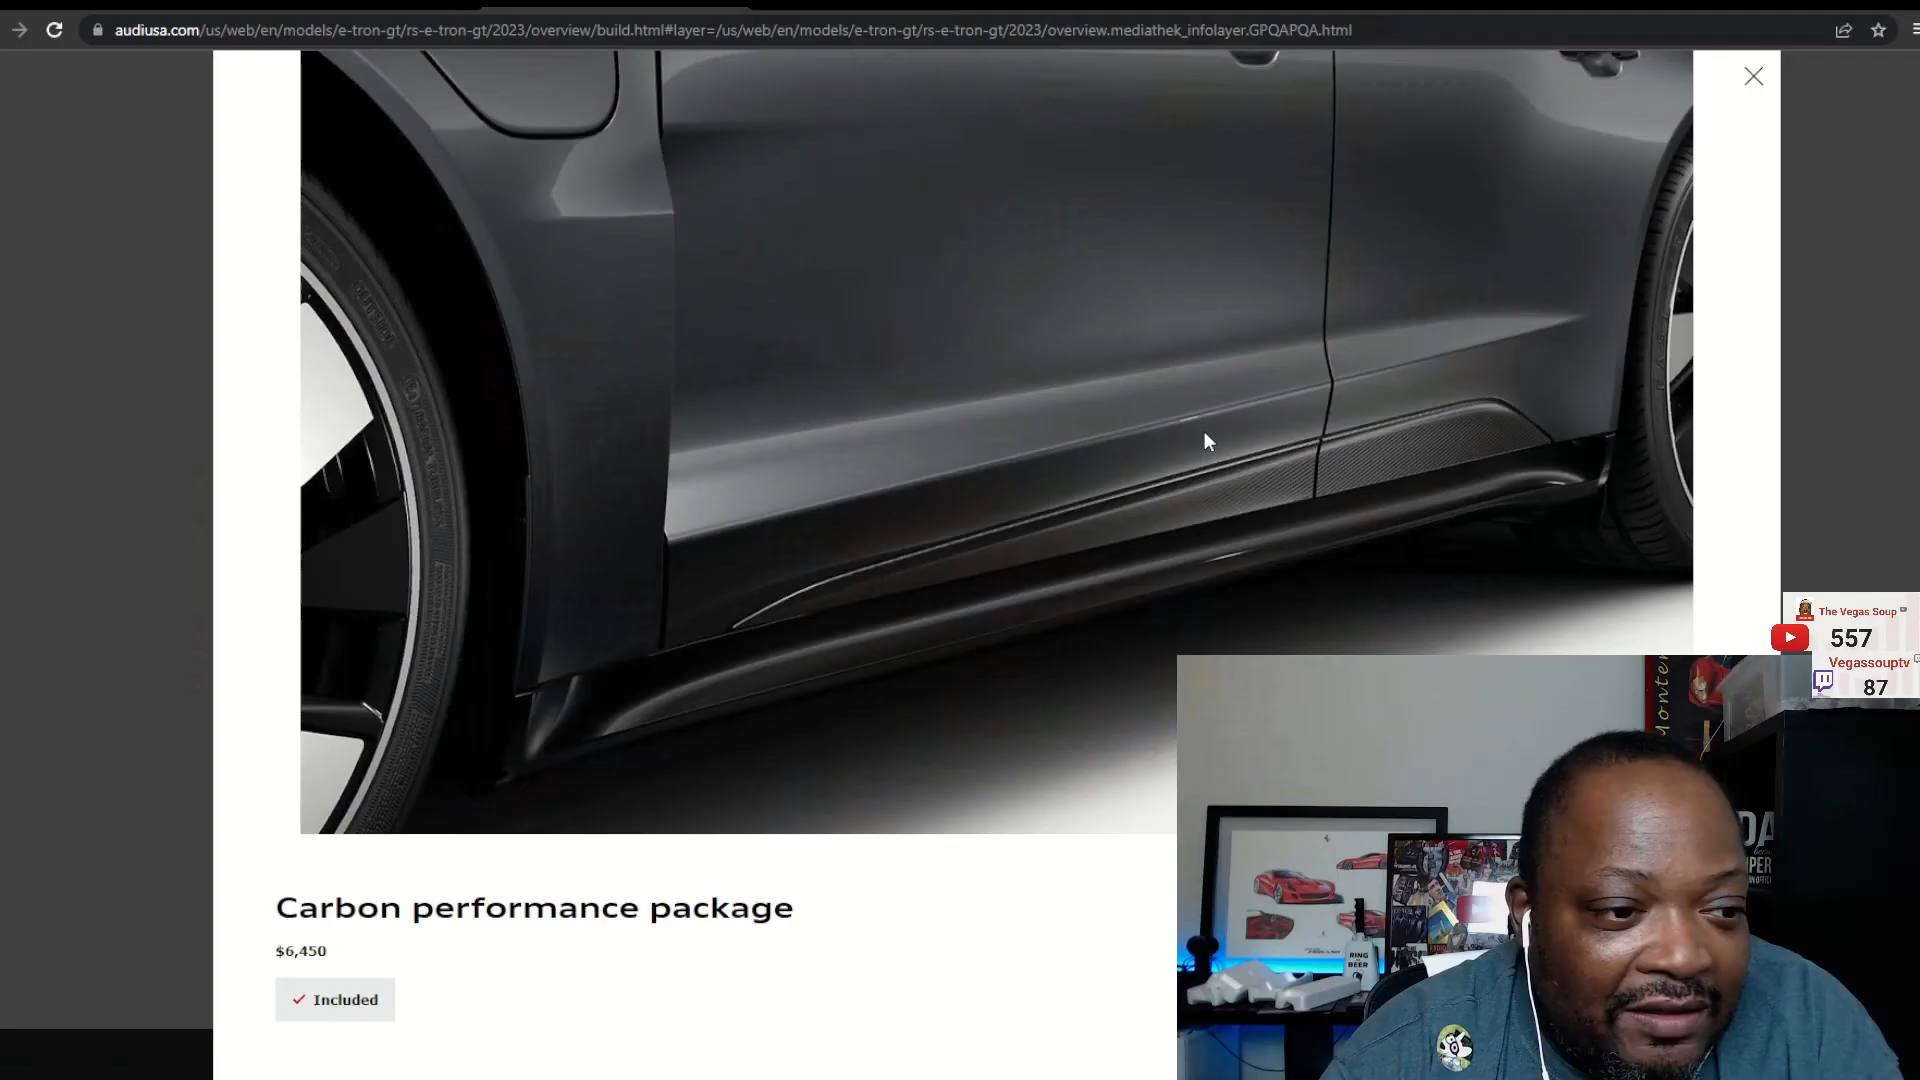 audiusa.com/us/web/en/models/e-tron-gt/rs-e-tron-gt/2023/overview/build.html#layer=/us/web/en/models/e-tron-gt/rs-e-tron-gt/2023/overview.mediathek_infolayer.GPQAPQA.html
The Vegas Soup
557
Vegassouptv
87
Carbon performance package
$6,450
Included
RING
BEER